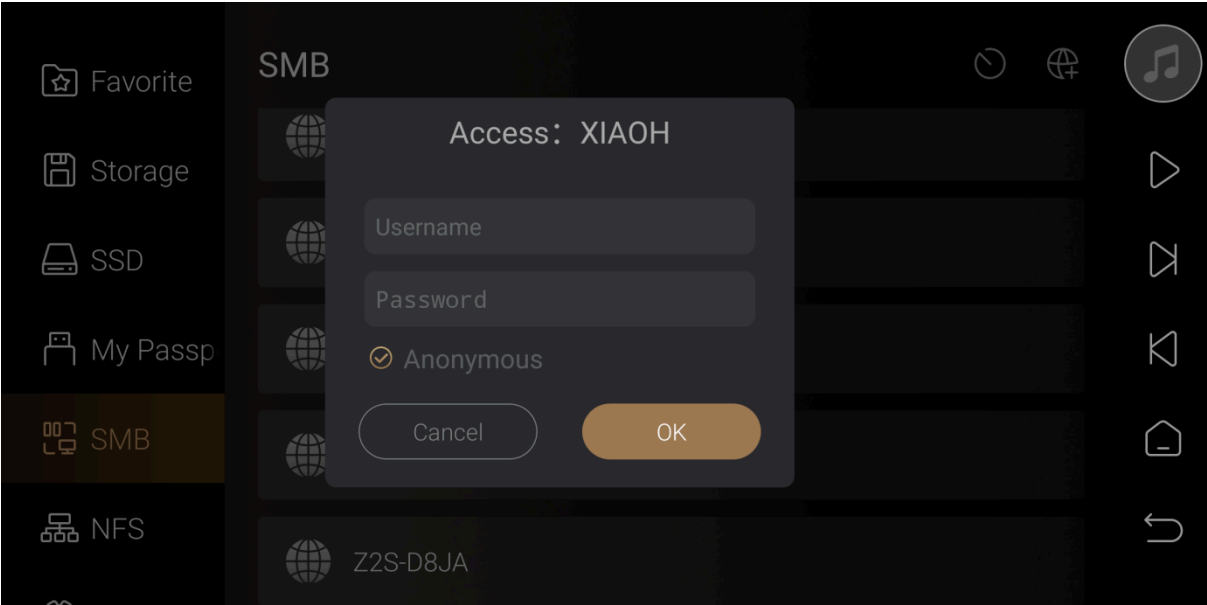 Favorite
Storage
SSD
My Passp
SMB
NFS
SMB
Access：XIAOH
Username
Password
Anonymous
Cancel
OK
Z2S-D8JA